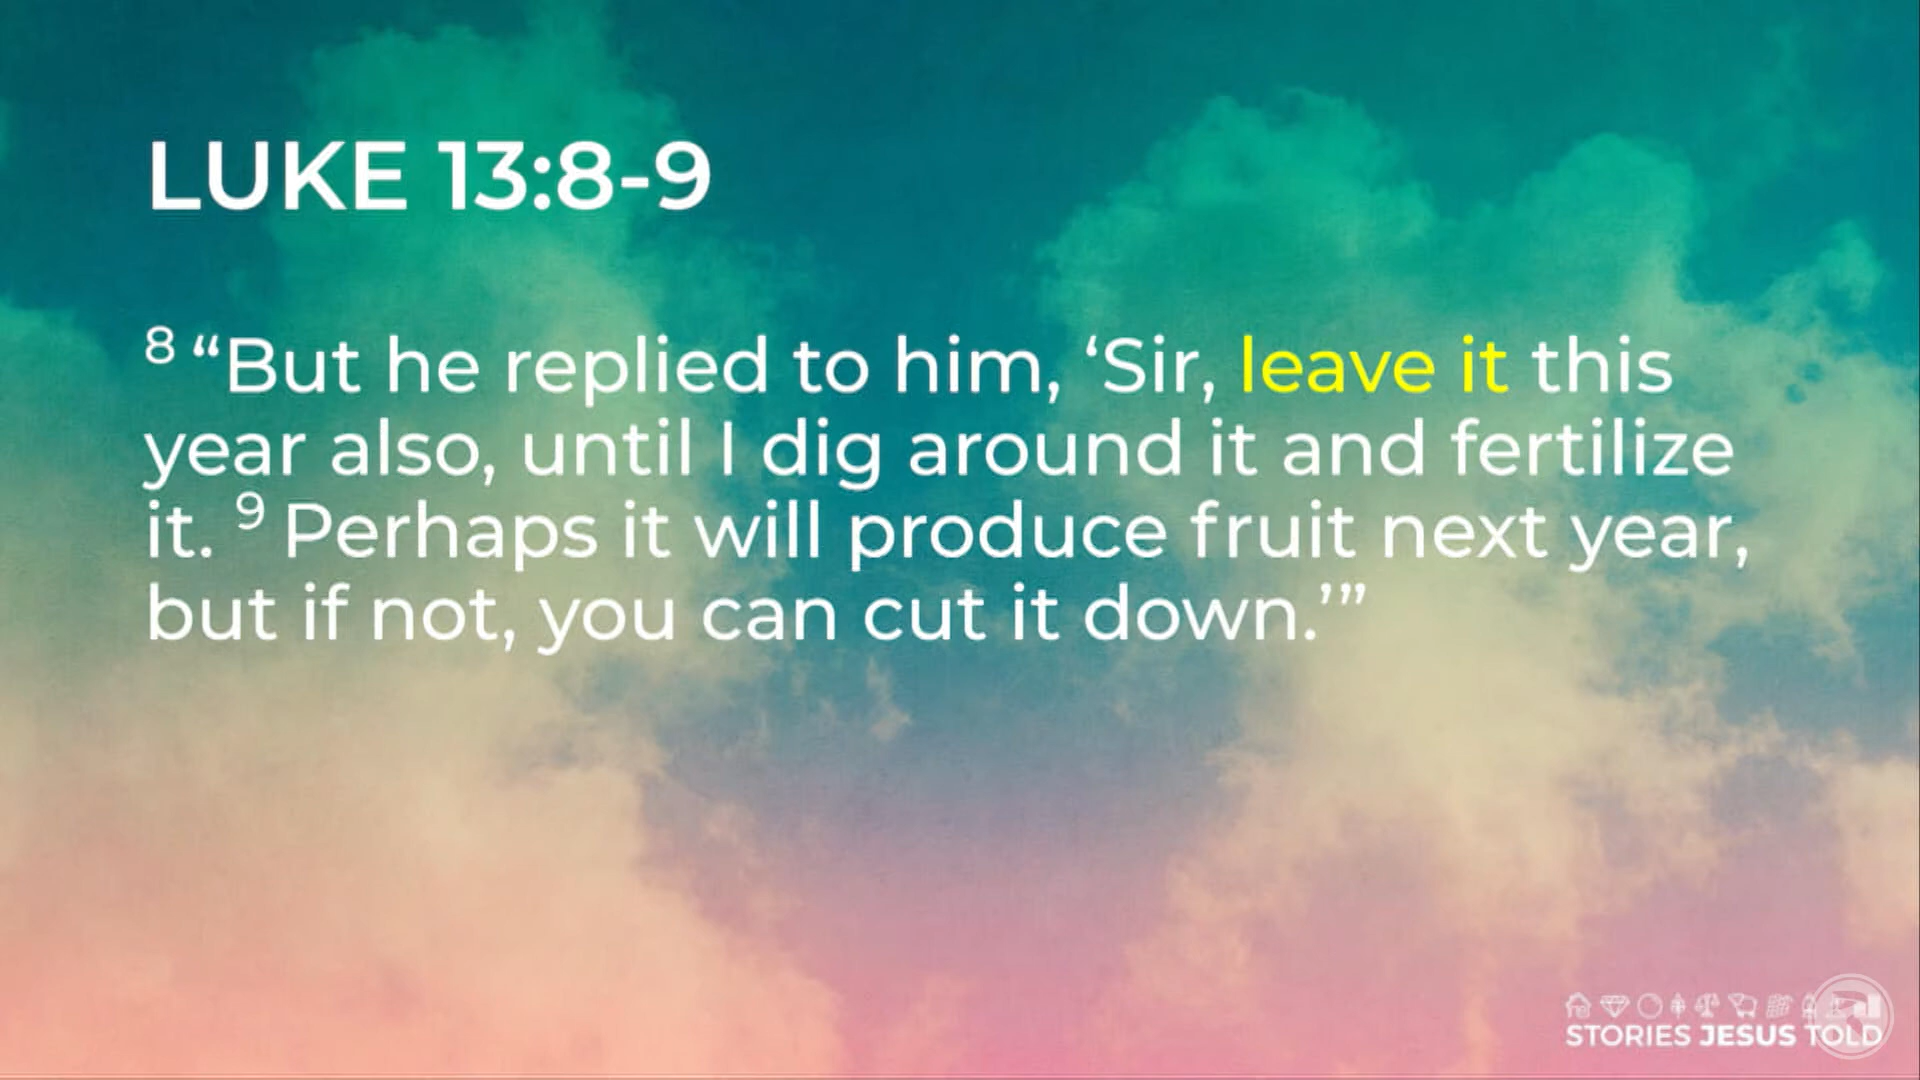 LUKE 13:8-9
8 “But he replied to him, ‘Sir, leave it this
year also, until I dig around it and fertilize
it. 9 Perhaps it will produce fruit next year,
but if not, you can cut it down.’”
STORIES JESUS TOLD